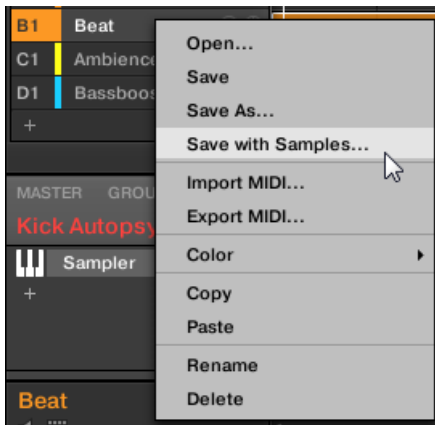 B1 Beat
Open...
C1 Ambience
Save
D1 Bassboos
Save As...
+
Save with Samples...
MASTER GROU
Import MIDI...
Kick Autopsy
Export MIDI...
Sampler
Color
+
Copy
Paste
Rename
Beat
Delete